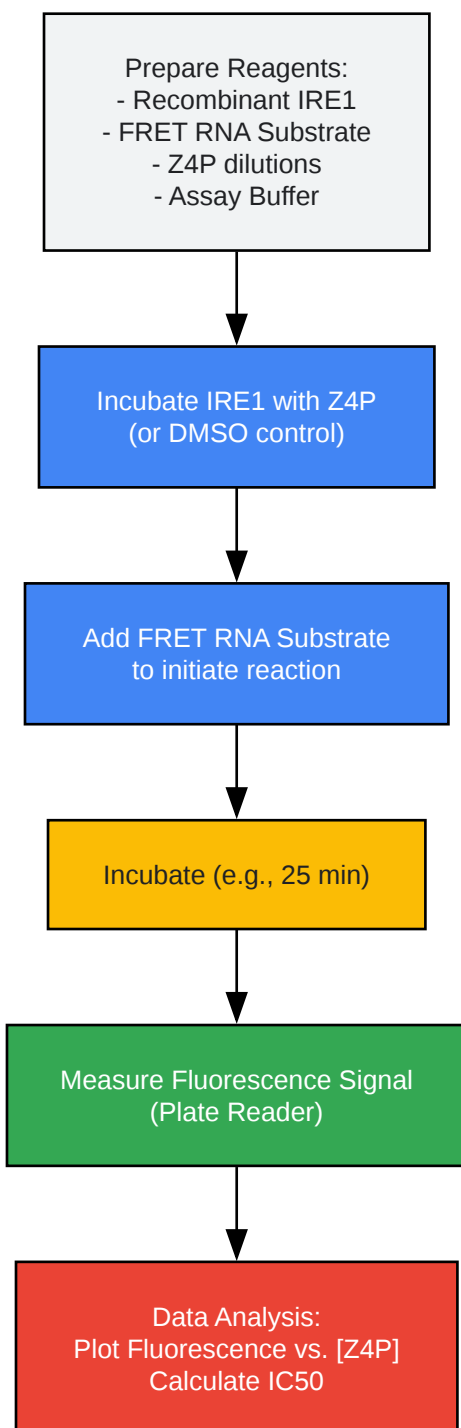 Prepare Reagents:
- Recombinant IRE1
- FRET RNA Substrate
- Z4P dilutions
- Assay Buffer
Incubate IRE1 with Z4P
(or DMSO control)
Add FRET RNA Substrate
to initiate reaction
Incubate (e.g., 25 min)
Measure Fluorescence Signal
(Plate Reader)
Data Analysis:
Plot Fluorescence vs. [Z4P]
Calculate IC50